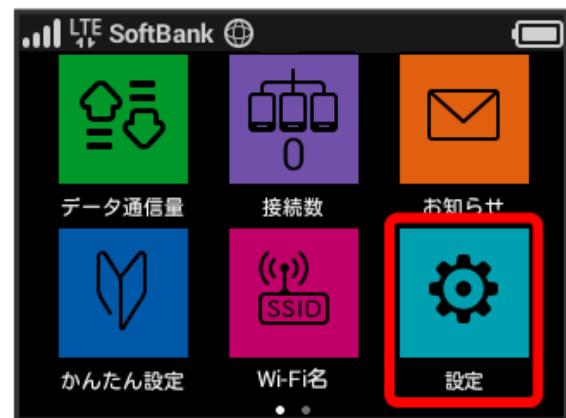 LTE SoftBank
データ通信量 接続数 お知らせ
0
SSID
かんたん設定 Wi-Fi名 設定